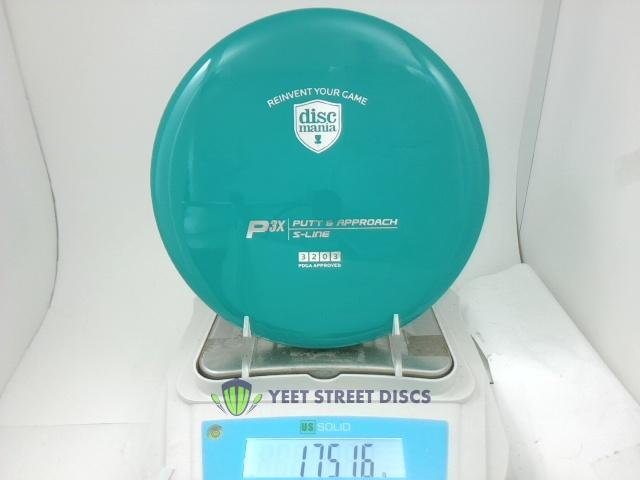 REINVENT YOUR GAME
disc
mania
P3X PUTT & APPROACH
S-LINE
3 2 0 3
PDGA APPROVED
YEET STREET DISCS
US SOLID
175.16 g